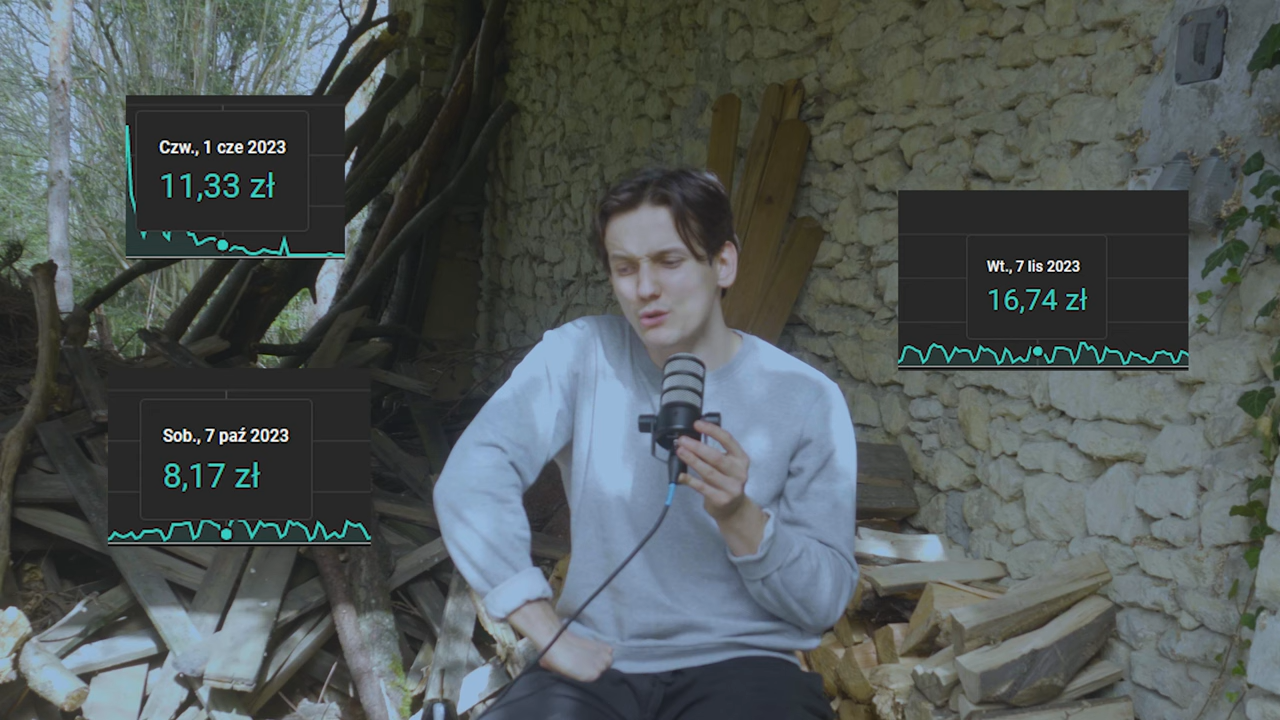 Czw., 1 cze 2023
11,33 zł
Sob., 7 paź 2023
8,17 zł
Wt., 7 lis 2023
16,74 zł